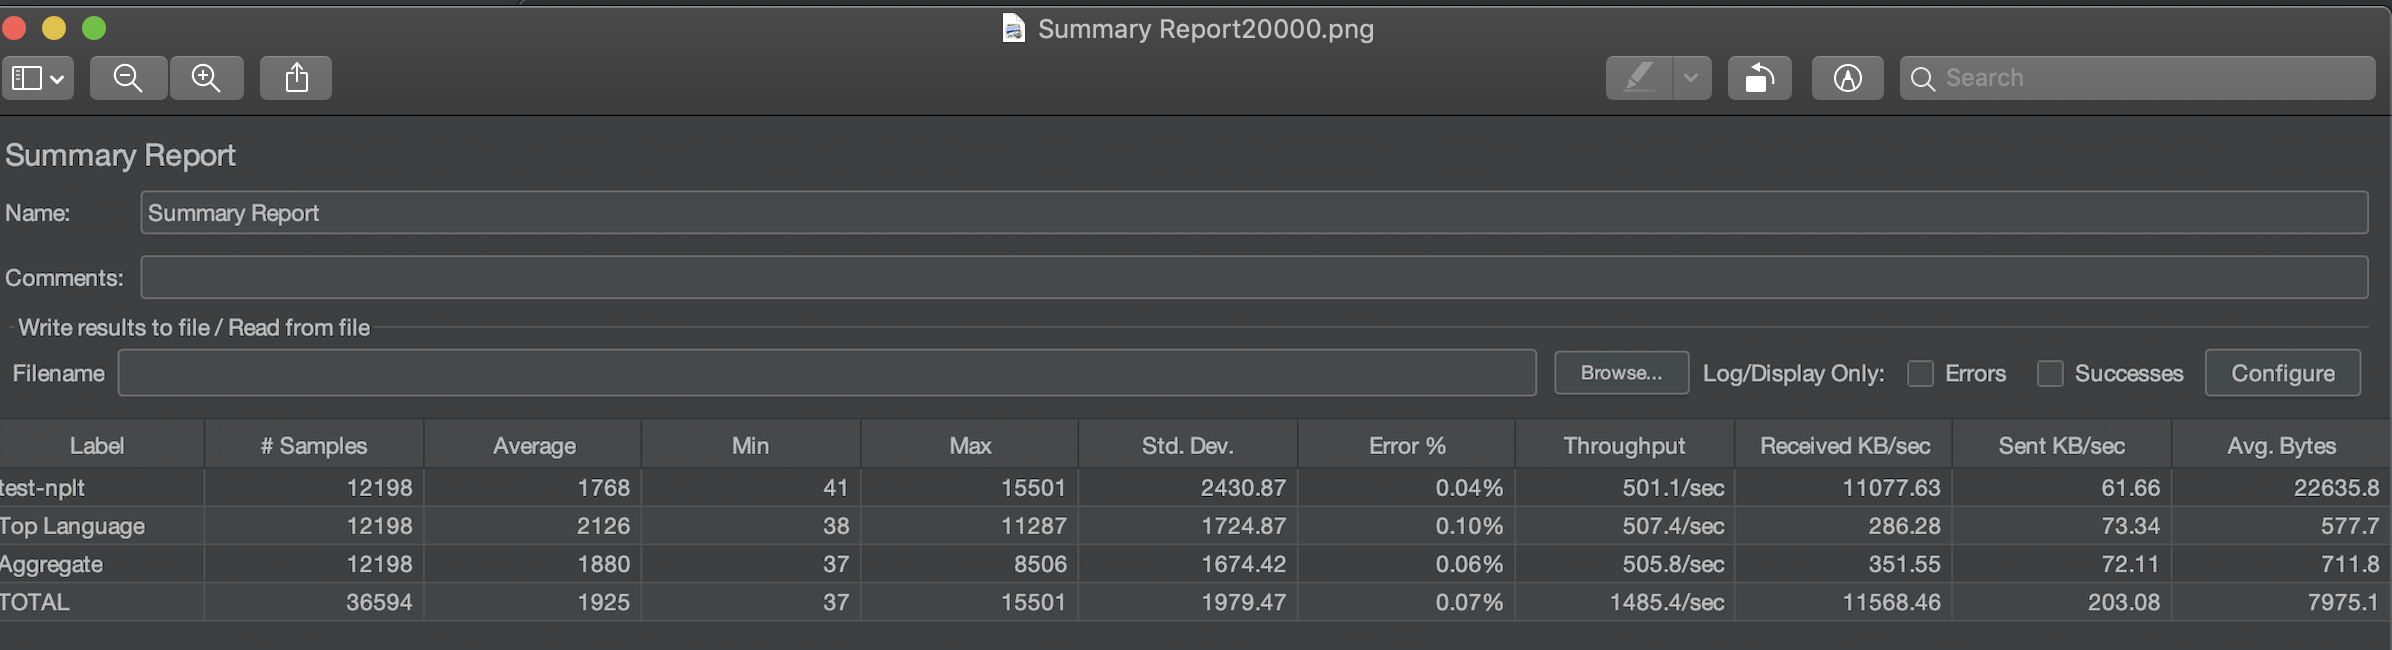 Summary Report20000.png
Search
Summary Report
Name: Summary Report
Comments:
Write results to file / Read from file
Filename Browse... Log/Display Only: Errors Successes Configure
Label # Samples Average Min Max Std. Dev. Error % Throughput Received KB/sec Sent KB/sec Avg. Bytes
test-nplt 12198 1768 41 15501 2430.87 0.04% 501.1/sec 11077.63 61.66 22635.8
Top Language 12198 2126 38 11287 1724.87 0.10% 507.4/sec 286.28 73.34 577.7
Aggregate 12198 1880 37 8506 1674.42 0.06% 505.8/sec 351.55 72.11 711.8
TOTAL 36594 1925 37 15501 1979.47 0.07% 1485.4/sec 11568.46 203.08 7975.1